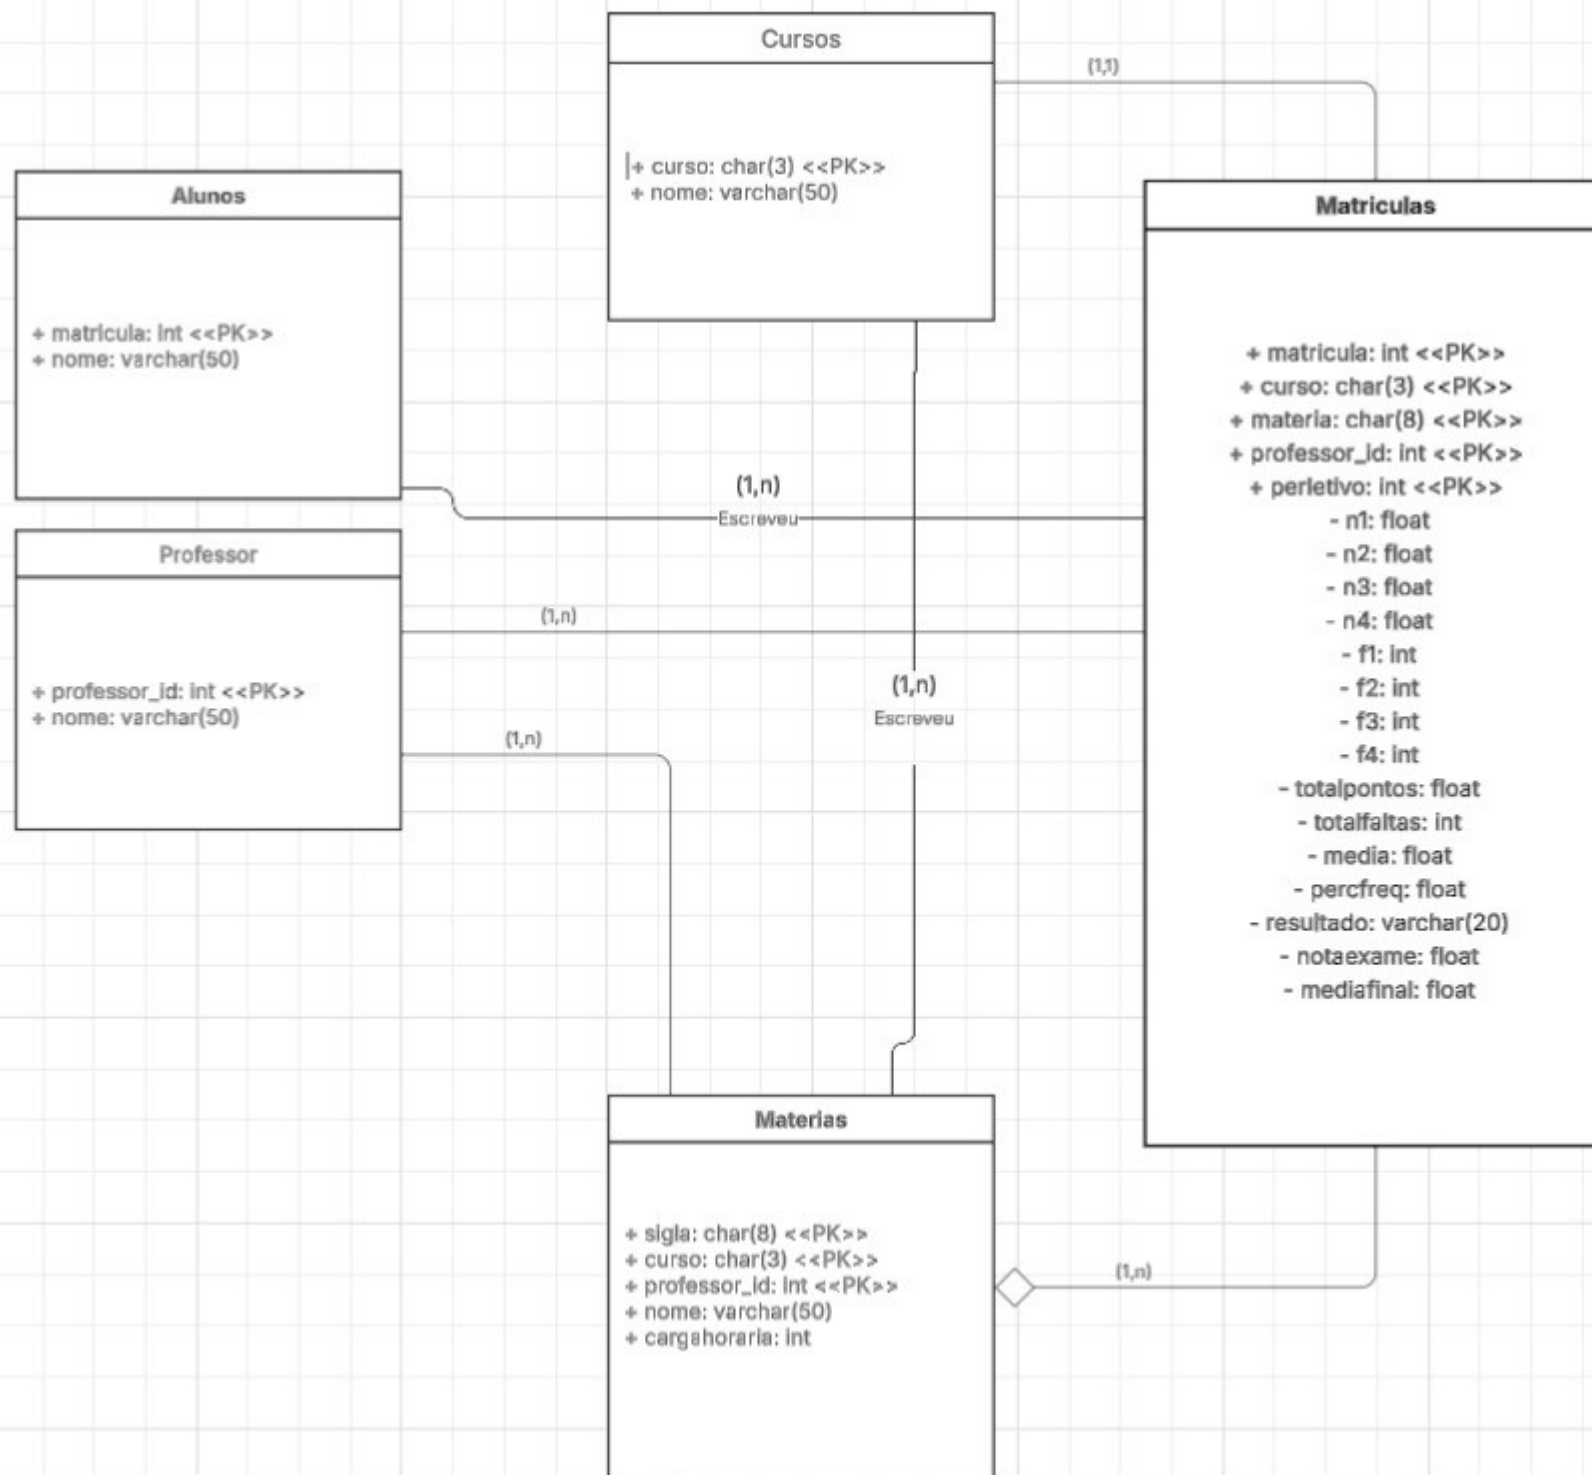 Cursos
+ curso: char(3) <<PK>>
+ nome: varchar(50)
(1,1)
Alunos
+ matricula: int <<PK>>
+ nome: varchar(50)
Matriculas
+ matricula: int <<PK>>
+ curso: char(3) <<PK>>
+ materia: char(8) <<PK>>
+ professor_id: int <<PK>>
+ perletivo: int <<PK>>
- n1: float
- n2: float
- n3: float
- n4: float
- f1: int
- f2: int
- f3: int
- f4: int
- totalpontos: float
- totalfaltas: int
- media: float
- percfreq: float
- resultado: varchar(20)
- notaexame: float
- mediafinal: float
(1,n)
Escreveu
Professor
+ professor_id: int <<PK>>
+ nome: varchar(50)
(1,n)
(1,n)
(1,n)
Escreveu
Materias
+ sigla: char(8) <<PK>>
+ curso: char(3) <<PK>>
+ professor_id: int <<PK>>
+ nome: varchar(50)
+ cargahoraria: int
(1,n)